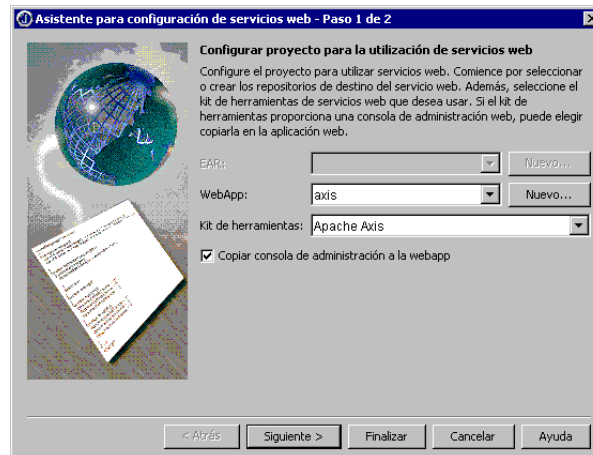 Asistente para configuración de servicios web - Paso 1 de 2
Configurar proyecto para la utilización de servicios web
Configure el proyecto para utilizar servicios web. Comience por seleccionar
o crear los repositorios de destino del servicio web. Además, seleccione el
kit de herramientas de servicios web que desea usar. Si el kit de
herramientas proporciona una consola de administración web, puede elegir
copiarla en la aplicación web.
EAR:
Nuevo...
WebApp: axis Nuevo...
Kit de herramientas: Apache Axis
Copiar consola de administración a la webapp
< Atrás Siguiente > Finalizar Cancelar Ayuda